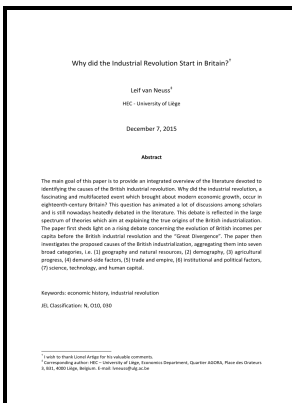 Why did the Industrial Revolution Start in Britain?†
Leif van Neuss‡
HEC - University of Liège
December 7, 2015
Abstract
The main goal of this paper is to provide an integrated overview of the literature devoted to
identifying the causes of the British industrial revolution. Why did the industrial revolution, a
fascinating and multifaceted event which brought about modern economic growth, occur in
eighteenth-century Britain? This question has animated a lot of discussions among scholars
and is still nowadays heatedly debated in the literature. This debate is reflected in the large
spectrum of theories which aim at explaining the true origins of the British industrialization.
The paper first sheds light on a rising debate concerning the evolution of British incomes per
capita before the British industrial revolution and the "Great Divergence". The paper then
investigates the proposed causes of the British industrialization, aggregating them into seven
broad categories, i.e. (1) geography and natural resources, (2) demography, (3) agricultural
progress, (4) demand-side factors, (5) trade and empire, (6) institutional and political factors,
(7) science, technology, and human capital.
Keywords: economic history, industrial revolution
JEL Classification: N, O10, 030
† I wish to thank Lionel Artige for his valuable comments.
‡ Corresponding author: HEC – University of Liège, Economics Department, Quartier AGORA, Place des Orateurs
3, B31, 4000 Liège, Belgium. E-mail: lvneuss@ulg.ac.be